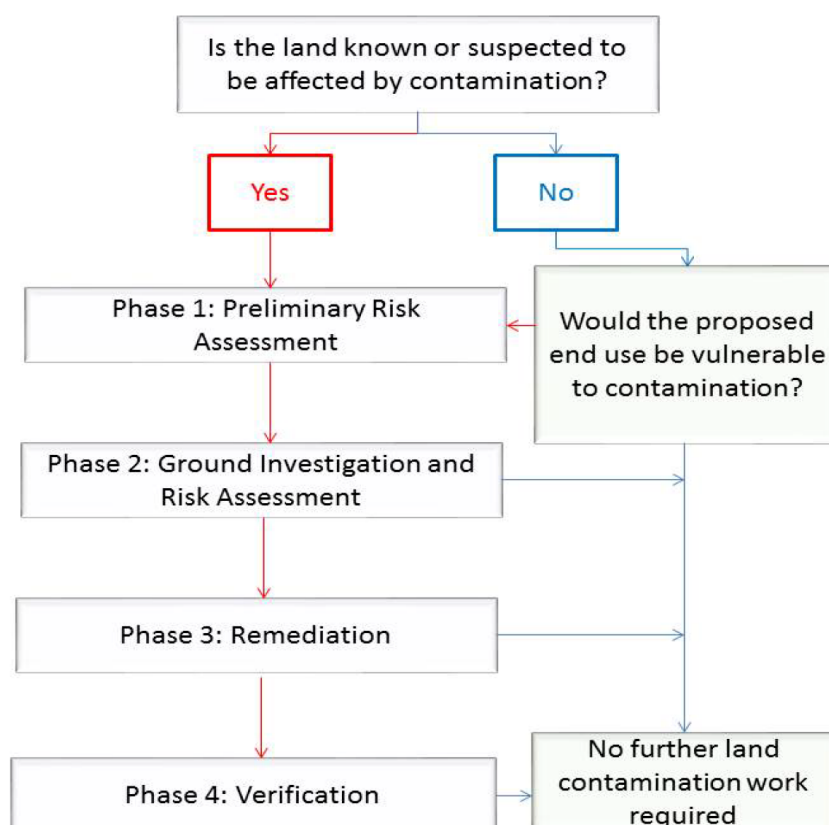 Is the land known or suspected to
be affected by contamination?
Yes
No
Phase 1: Preliminary Risk
Assessment
Would the proposed
end use be vulnerable
to contamination?
Phase 2: Ground Investigation and
Risk Assessment
Phase 3: Remediation
Phase 4: Verification
No further land
contamination work
required